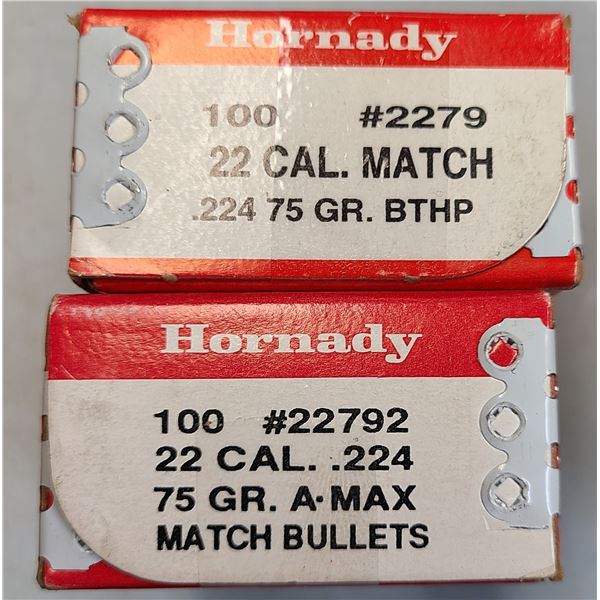 Hornady
100 #2279
22 CAL. MATCH
.224 75 GR. BTHP
Hornady
100 #22792
22 CAL. .224
75 GR. A·MAX
MATCH BULLETS